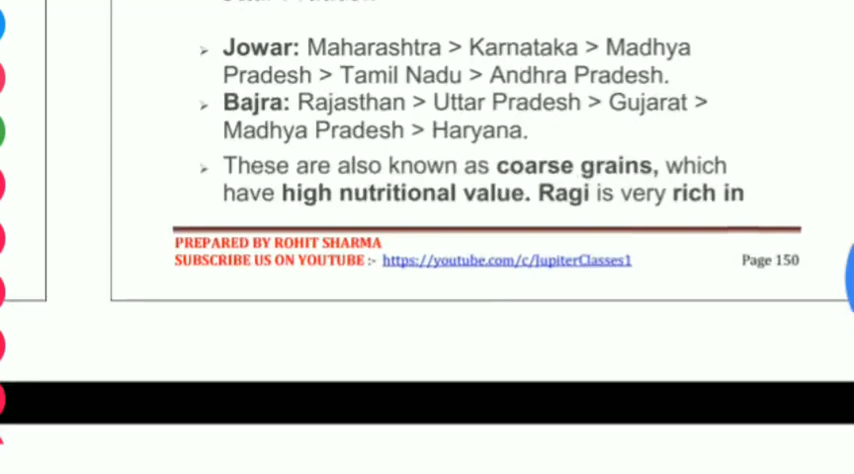 ➢ Jowar: Maharashtra > Karnataka > Madhya
Pradesh > Tamil Nadu > Andhra Pradesh.
➢ Bajra: Rajasthan > Uttar Pradesh > Gujarat >
Madhya Pradesh > Haryana.
➢ These are also known as coarse grains, which
have high nutritional value. Ragi is very rich in
PREPARED BY ROHIT SHARMA
SUBSCRIBE US ON YOUTUBE :- https://youtube.com/c/JupiterClasses1 Page 150